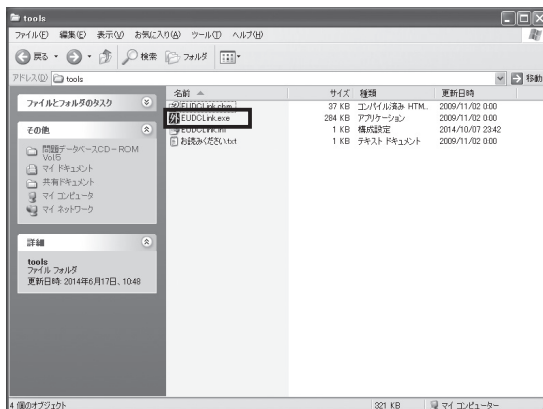 tools
ファイル(F) 編集(E) 表示(V) お気に入り(A) ツール(T) ヘルプ(H)
戻る 検索 フォルダ
アドレス(D) tools 移動
ファイルとフォルダのタスク
その他
問題データベースCD-ROM Vol5
マイ ドキュメント
共有ドキュメント
マイ コンピュータ
マイ ネットワーク
詳細
tools
ファイル フォルダ
更新日時: 2014年6月17日、10:48
名前 サイズ 種類 更新日時
EUDCLink.chm 37 KB コンパイル済み HTM... 2009/11/02 0:00
EUDCLink.exe 284 KB アプリケーション 2009/11/02 0:00
EUDCLink.ini 1 KB 構成設定 2014/10/07 23:42
お読みください.txt 1 KB テキスト ドキュメント 2009/11/02 0:00
4 個のオブジェクト 321 KB マイ コンピューター